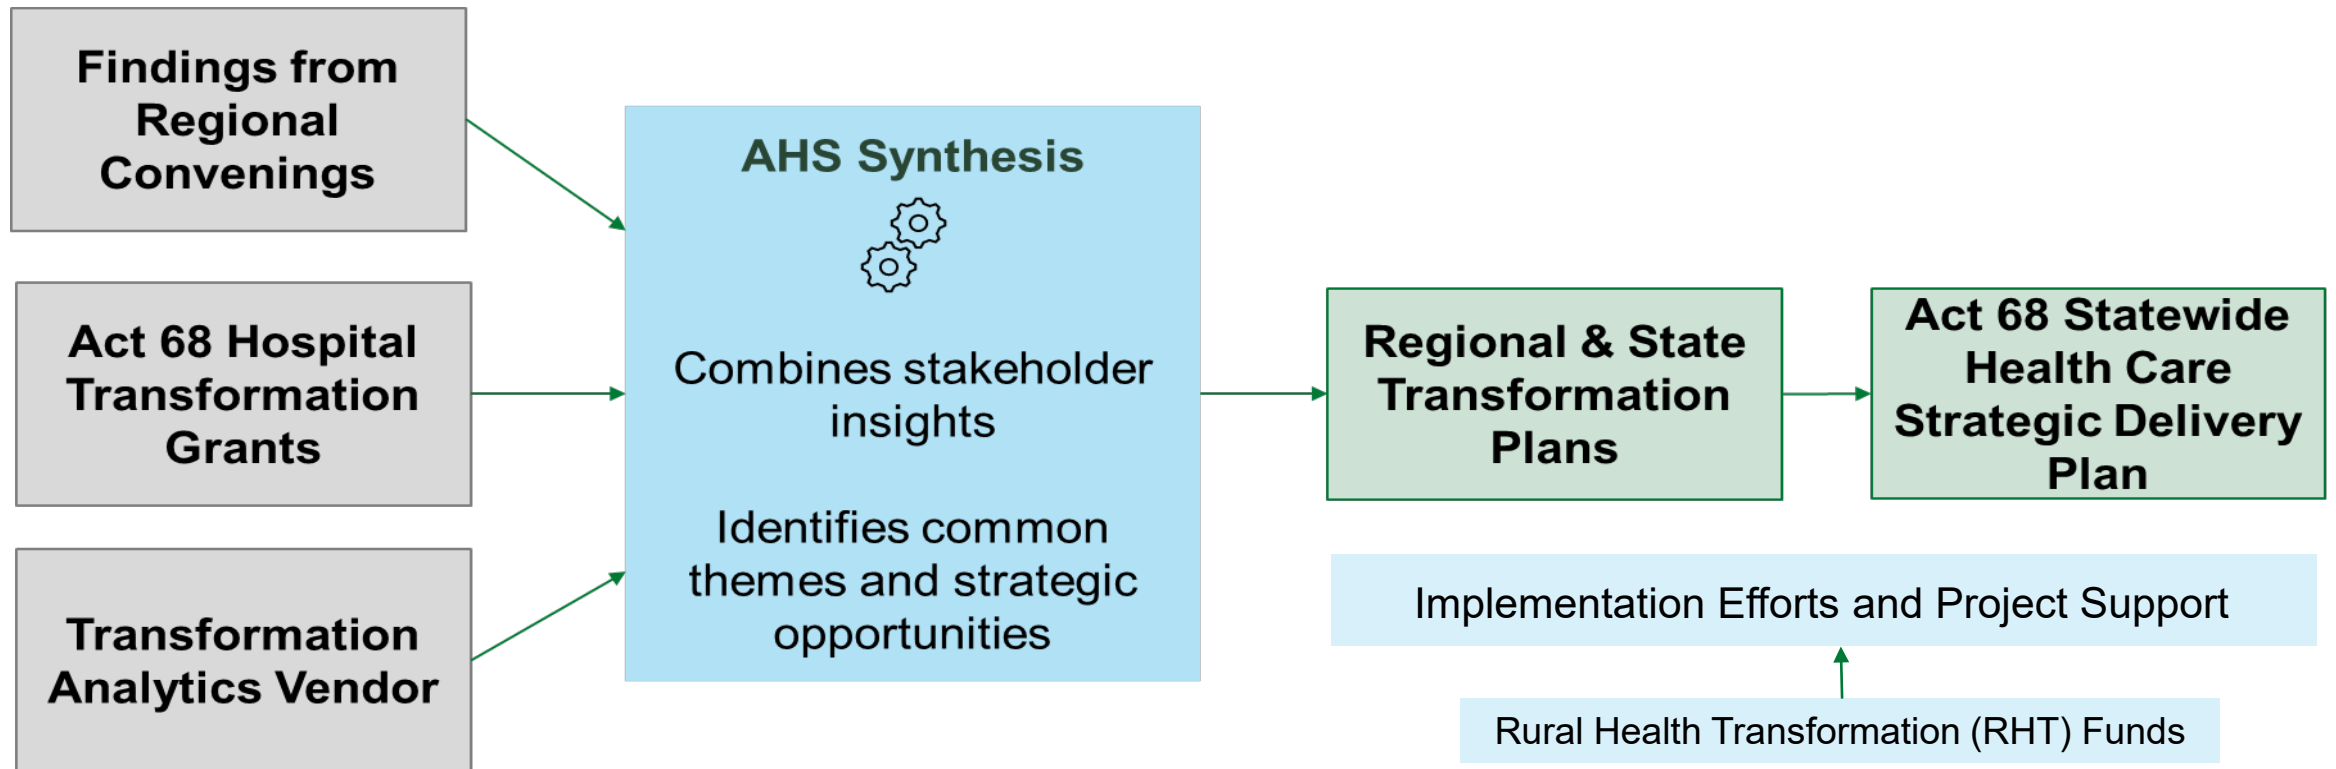 Findings from
Regional
Convenings
Act 68 Hospital
Transformation
Grants
Transformation
Analytics Vendor
AHS Synthesis
Combines stakeholder
insights
Identifies common
themes and strategic
opportunities
Regional & State
Transformation
Plans
Act 68 Statewide
Health Care
Strategic Delivery
Plan
Implementation Efforts and Project Support
Rural Health Transformation (RHT) Funds